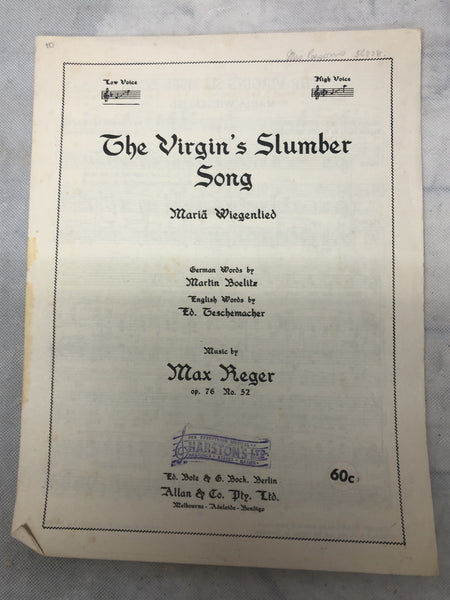 Low Voice
High Voice
The Virgin's Slumber
Song
Mariä Wiegenlied
German Words by
Martin Boelitz
English Words by
Ed. Teschemacher
Music by
Max Reger
op. 76 No. 52
HARSTON'S
Ed. Bote & G. Bock, Berlin
60c
Allan & Co. Pty. Ltd.
Melbourne - Adelaide - Bendigo